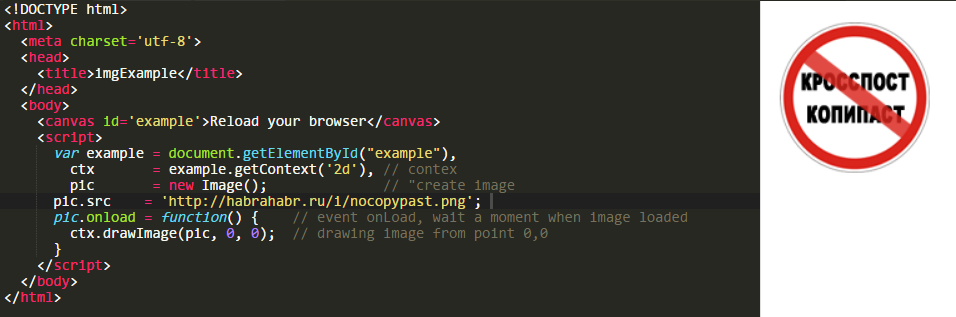 <!DOCTYPE html>
<html>
<meta charset='utf-8'>
<head>
<title>imgExample</title>
</head>
<body>
<canvas id='example'>Reload your browser</canvas>
<script>
var example = document.getElementById("example"),
ctx = example.getContext('2d'), // contex
pic = new Image(); // "create image
pic.src = 'http://habrahabr.ru/i/nocopypast.png';
pic.onload = function() { // event onLoad, wait a moment when image loaded
ctx.drawImage(pic, 0, 0); // drawing image from point 0,0
}
</script>
</body>
</html>
КРОССПОСТ
КОПИПАСТ